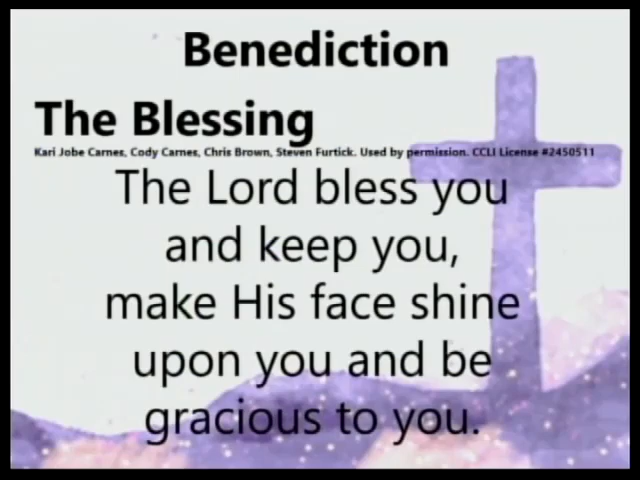 Benediction
The Blessing
Kari Jobe Carnes, Cody Carnes, Chris Brown, Steven Furtick. Used by permission. CCLI License #2450511
The Lord bless you
and keep you,
make His face shine
upon you and be
gracious to you.